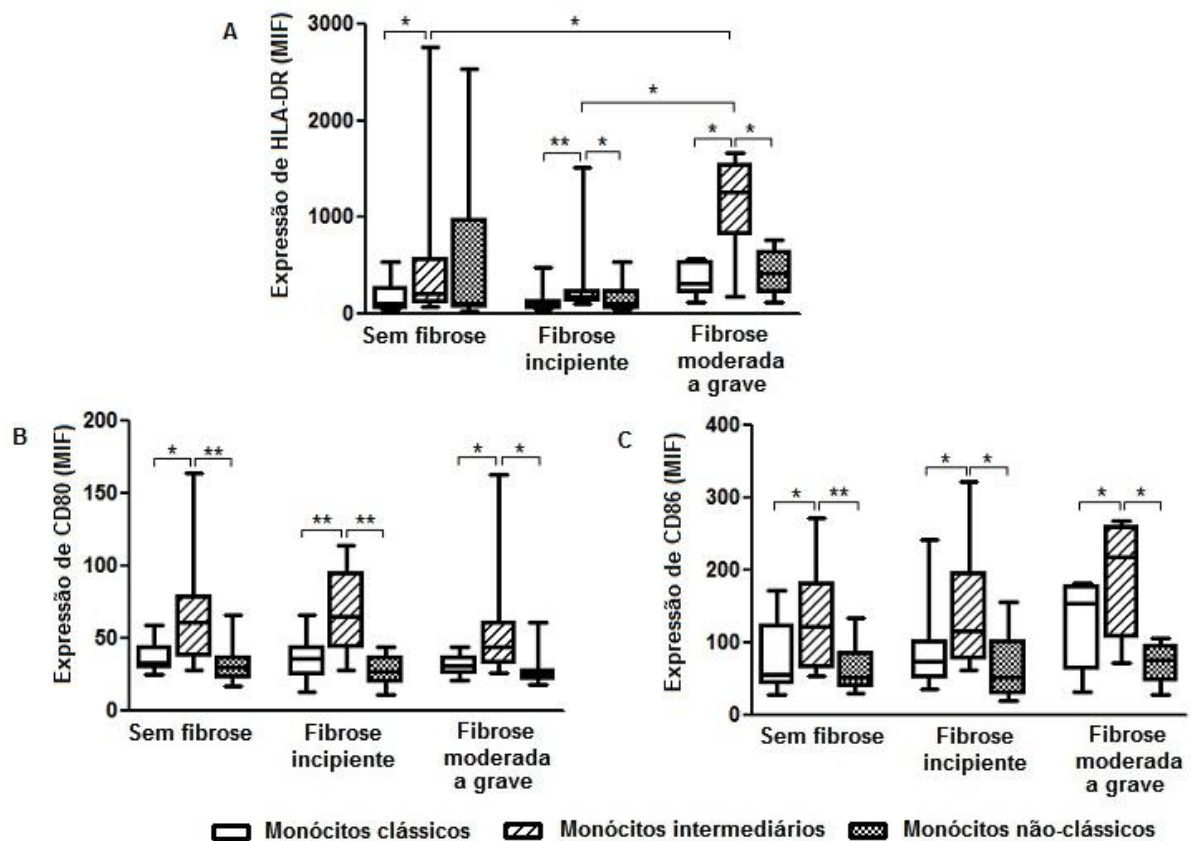 A
Expressão de HLA-DR (MIF)
3000
2000
1000
0
* *
*
** *
* *
Sem fibrose
Fibrose
incipiente
Fibrose
moderada
a grave
B
Expressão de CD80 (MIF)
200
150
100
50
0
* **
** **
* *
Sem fibrose
Fibrose
incipiente
Fibrose
moderada
a grave
C
Expressão de CD86 (MIF)
400
300
200
100
0
* **
* *
* *
Sem fibrose
Fibrose
incipiente
Fibrose
moderada
a grave
Monócitos clássicos Monócitos intermediários Monócitos não-clássicos